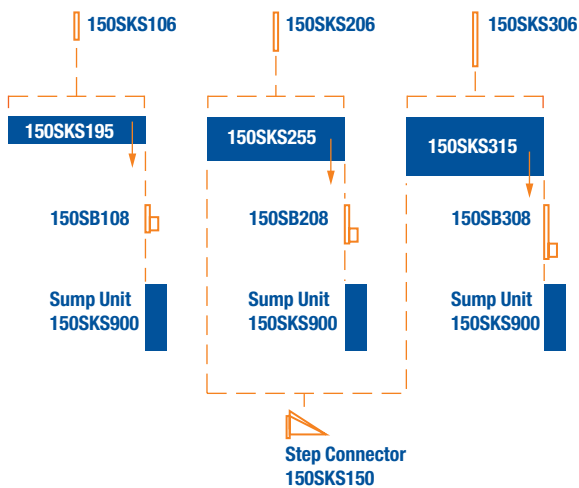 150SKS106
150SKS206
150SKS306
150SKS195
150SKS255
150SKS315
150SB108
150SB208
150SB308
Sump Unit
150SKS900
Sump Unit
150SKS900
Sump Unit
150SKS900
Step Connector
150SKS150